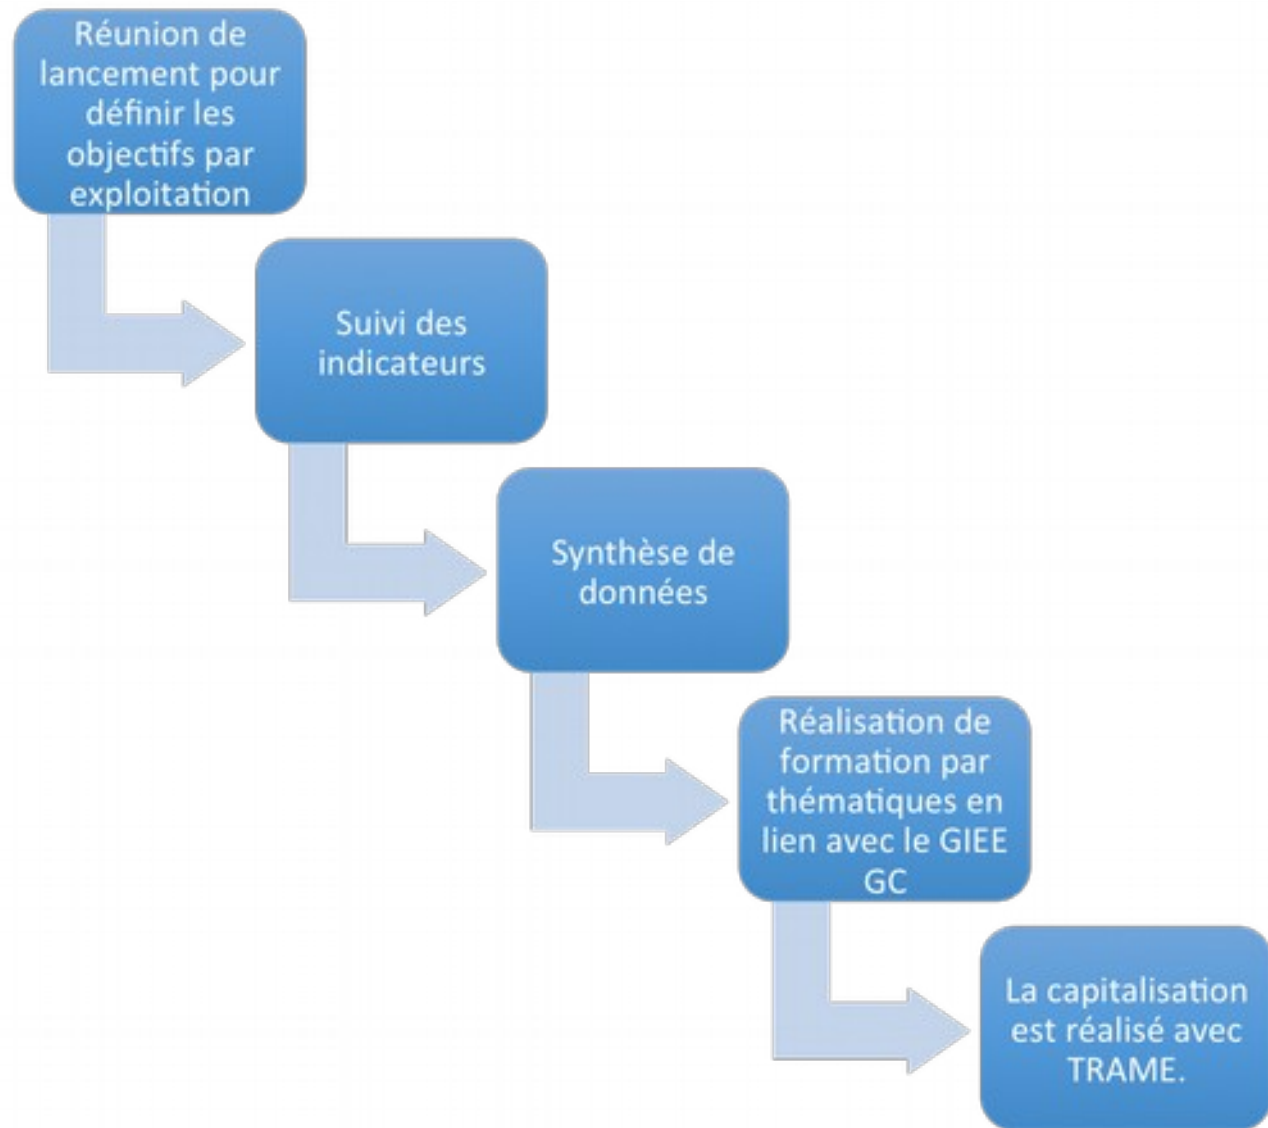 Réunion de
lancement pour
définir les
objectifs par
exploitation
Suivi des
indicateurs
Synthèse de
données
Réalisation de
formation par
thématiques en
lien avec le GIEE
GC
La capitalisation
est réalisé avec
TRAME.